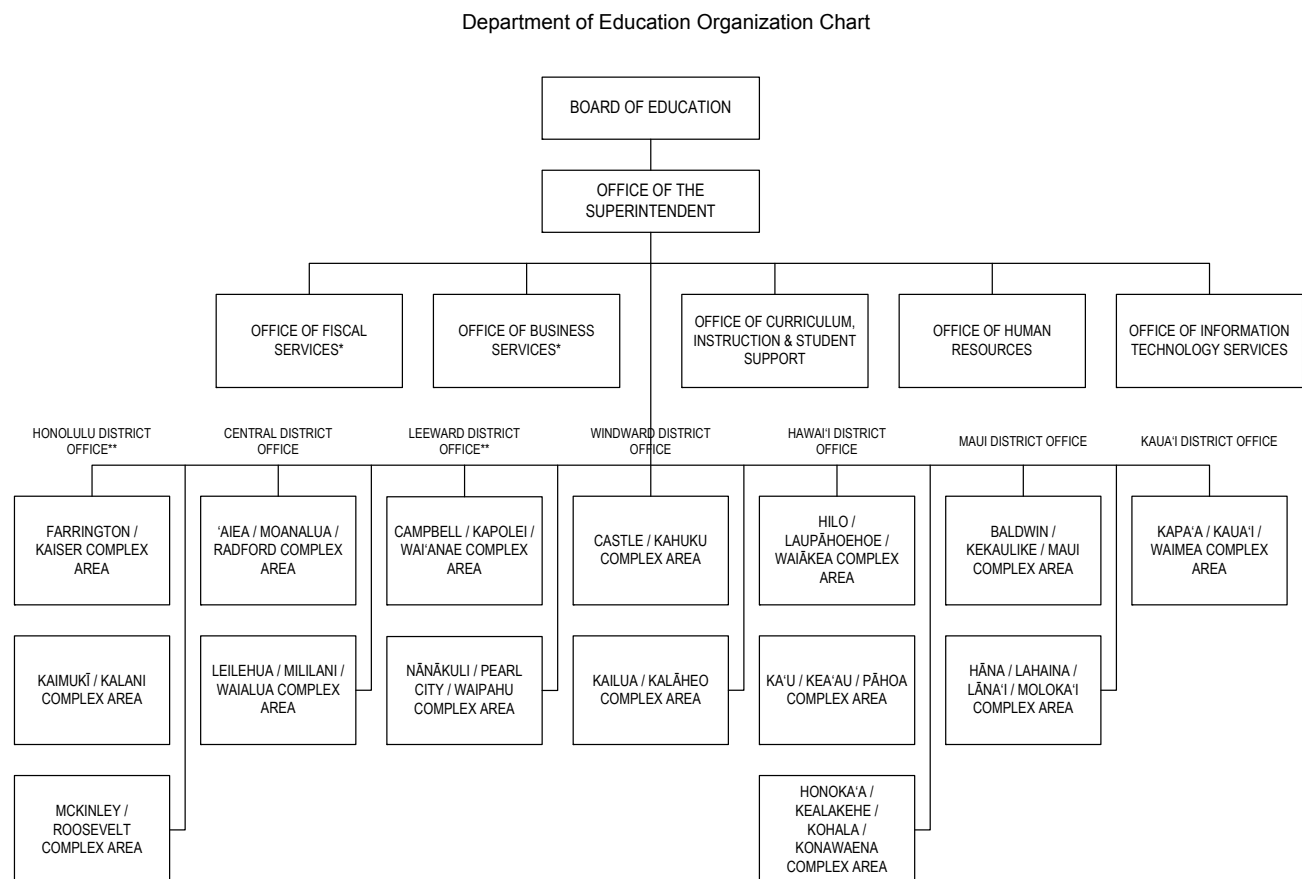 Department of Education Organization Chart
BOARD OF EDUCATION
OFFICE OF THE
SUPERINTENDENT
OFFICE OF FISCAL
SERVICES*
OFFICE OF BUSINESS
SERVICES*
OFFICE OF CURRICULUM,
INSTRUCTION & STUDENT
SUPPORT
OFFICE OF HUMAN
RESOURCES
OFFICE OF INFORMATION
TECHNOLOGY SERVICES
HONOLULU DISTRICT
OFFICE**
CENTRAL DISTRICT
OFFICE
LEEWARD DISTRICT
OFFICE**
WINDWARD DISTRICT
OFFICE
HAWAI‘I DISTRICT
OFFICE
MAUI DISTRICT OFFICE
KAUA‘I DISTRICT OFFICE
FARRINGTON /
KAISER COMPLEX
AREA
‘AIEA / MOANALUA /
RADFORD COMPLEX
AREA
CAMPBELL / KAPOLEI /
WAI‘ANAE COMPLEX
AREA
CASTLE / KAHUKU
COMPLEX AREA
HILO /
LAUPĀHOEHOE /
WAIĀKEA COMPLEX
AREA
BALDWIN /
KEKAULIKE / MAUI
COMPLEX AREA
KAPA‘A / KAUA‘I /
WAIMEA COMPLEX
AREA
KAIMUKĪ / KALANI
COMPLEX AREA
LEILEHUA / MILILANI /
WAIALUA COMPLEX
AREA
NĀNĀKULI / PEARL
CITY / WAIPAHU
COMPLEX AREA
KAILUA / KALĀHEO
COMPLEX AREA
KA‘U / KEA‘AU / PĀHOA
COMPLEX AREA
HĀNA / LAHAINA /
LĀNA‘I / MOLOKA‘I
COMPLEX AREA
MCKINLEY /
ROOSEVELT
COMPLEX AREA
HONOKA‘A /
KEALAKEHE /
KOHALA /
KONAWAENA
COMPLEX AREA